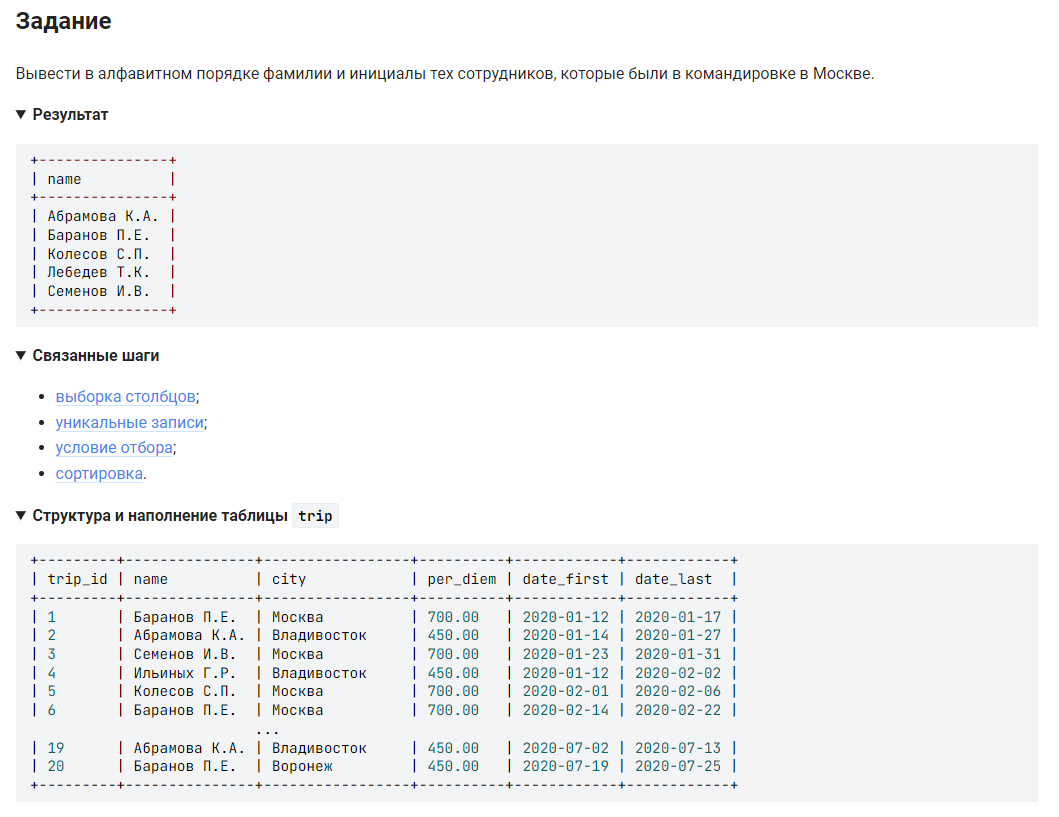 Задание
Вывести в алфавитном порядке фамилии и инициалы тех сотрудников, которые были в командировке в Москве.
▼ Результат
+---------------+
| name          |
+---------------+
| Абрамова К.А. |
| Баранов П.Е.  |
| Колесов С.П.  |
| Лебедев Т.К.  |
| Семенов И.В.  |
+---------------+
▼ Связанные шаги
• выборка столбцов;
• уникальные записи;
• условие отбора;
• сортировка.
▼ Структура и наполнение таблицы trip
+---------+---------------+-----------------+----------+------------+------------+
| trip_id | name          | city            | per_diem | date_first | date_last  |
+---------+---------------+-----------------+----------+------------+------------+
| 1       | Баранов П.Е.  | Москва          | 700.00   | 2020-01-12 | 2020-01-17 |
| 2       | Абрамова К.А. | Владивосток     | 450.00   | 2020-01-14 | 2020-01-27 |
| 3       | Семенов И.В.  | Москва          | 700.00   | 2020-01-23 | 2020-01-31 |
| 4       | Ильиных Г.Р.  | Владивосток     | 450.00   | 2020-01-12 | 2020-02-02 |
| 5       | Колесов С.П.  | Москва          | 700.00   | 2020-02-01 | 2020-02-06 |
| 6       | Баранов П.Е.  | Москва          | 700.00   | 2020-02-14 | 2020-02-22 |
...
| 19      | Абрамова К.А. | Владивосток     | 450.00   | 2020-07-02 | 2020-07-13 |
| 20      | Баранов П.Е.  | Воронеж         | 450.00   | 2020-07-19 | 2020-07-25 |
+---------+---------------+-----------------+----------+------------+------------+